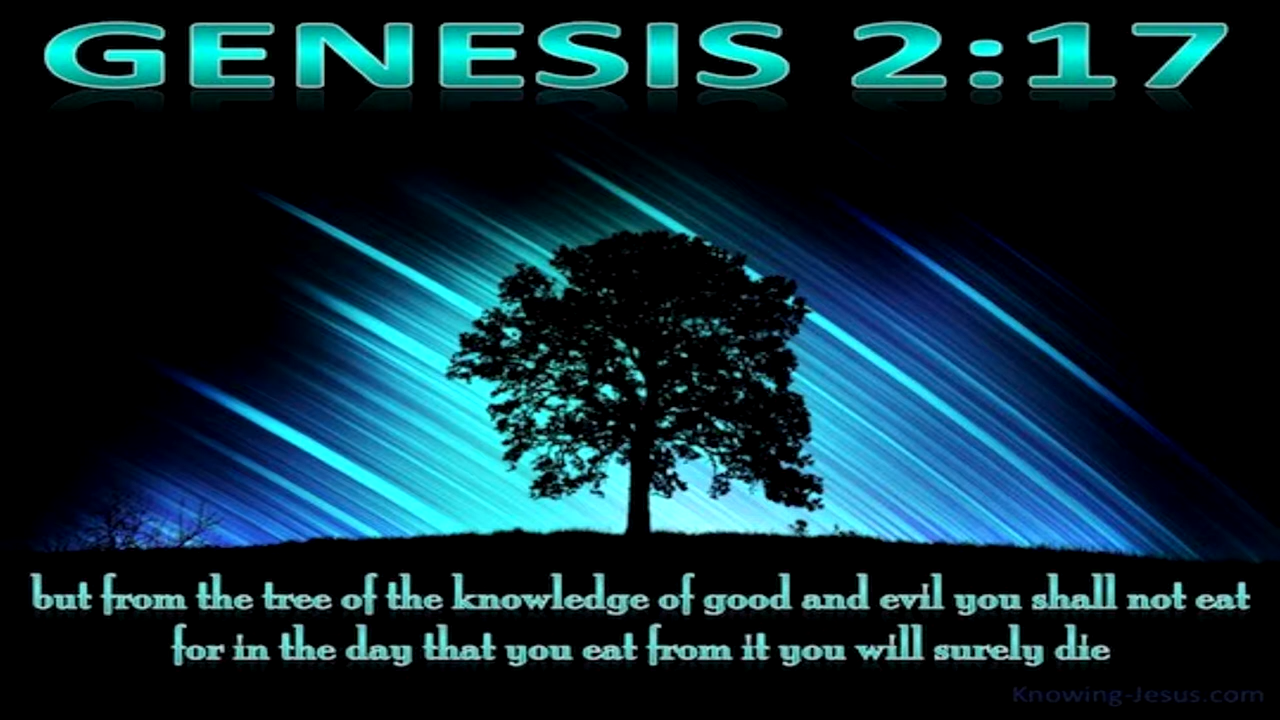 GENESIS 2:17
but from the tree of the knowledge of good and evil you shall not eat
for in the day that you eat from it you will surely die
Knowing-Jesus.com